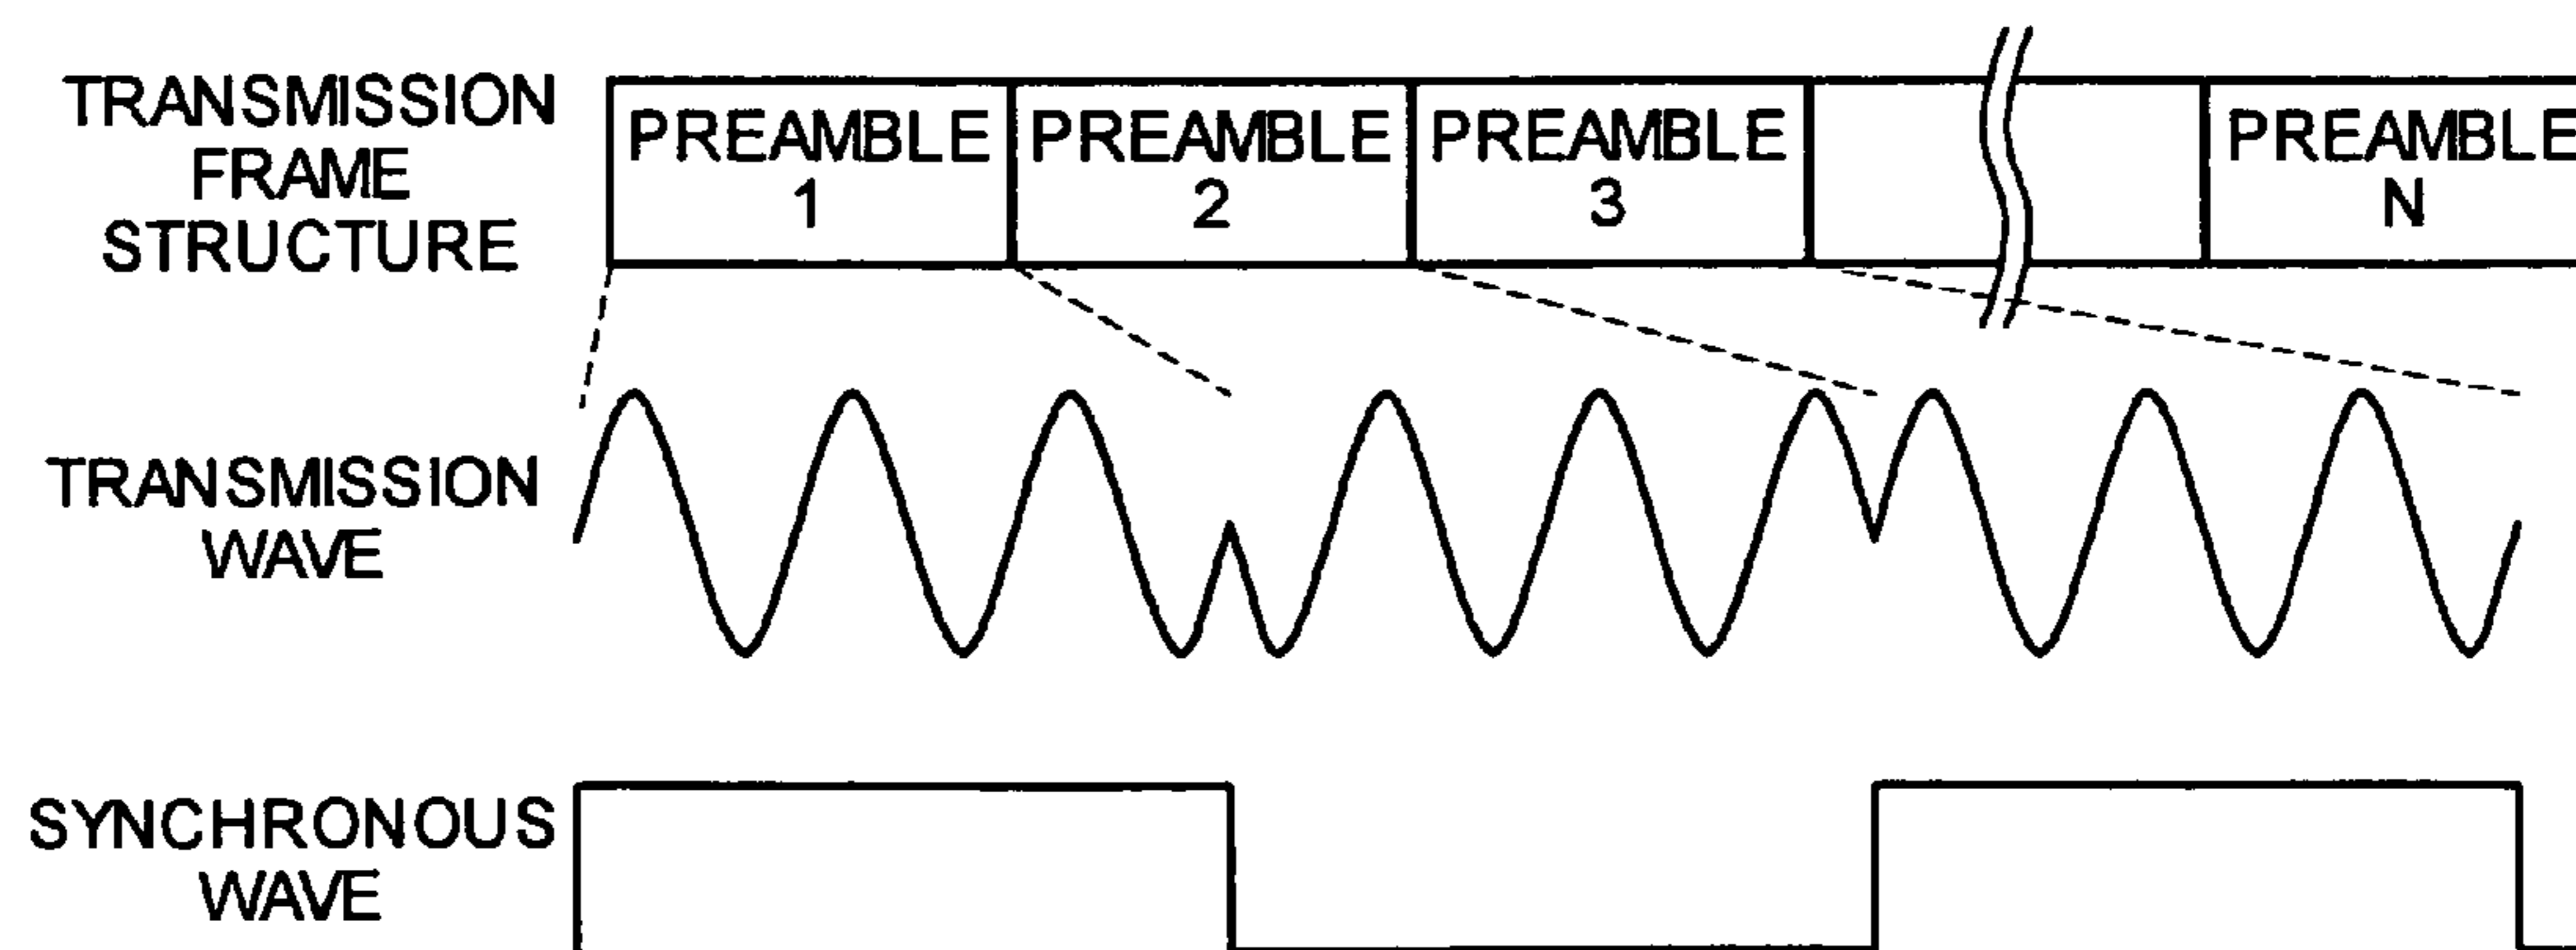 TRANSMISSION
FRAME
STRUCTURE
PREAMBLE
1
PREAMBLE
2
PREAMBLE
3
PREAMBLE
N
TRANSMISSION
WAVE
SYNCHRONOUS
WAVE